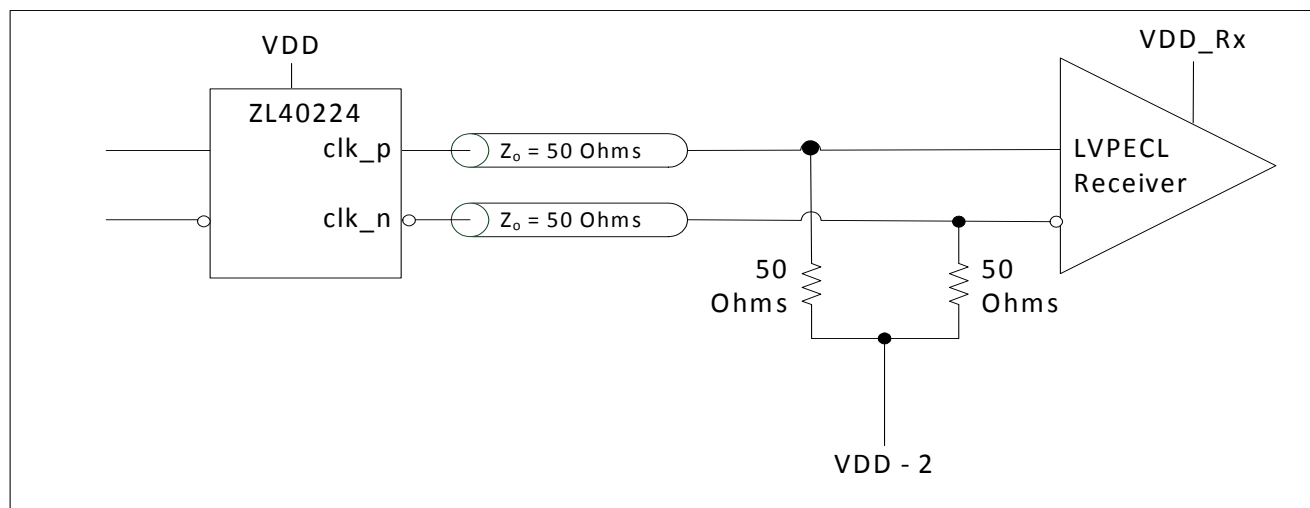 VDD
VDD_Rx
ZL40224
clk_p
Zo = 50 Ohms
LVPECL
Receiver
clk_n
Zo = 50 Ohms
50
Ohms
50
Ohms
VDD - 2